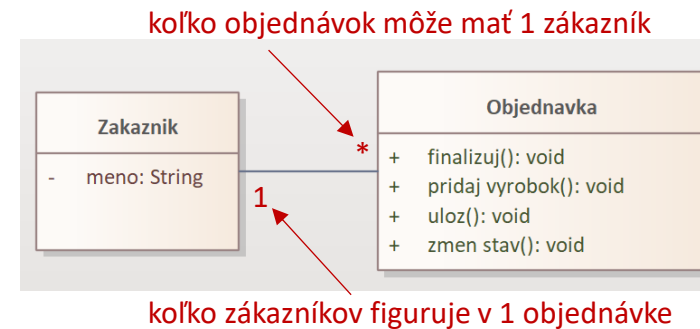 koľko objednávok môže mať 1 zákazník
Zakaznik
- meno: String
*
1
Objednavka
+ finalizuj(): void
+ pridaj vyrobok(): void
+ uloz(): void
+ zmen stav(): void
koľko zákazníkov figuruje v 1 objednávke